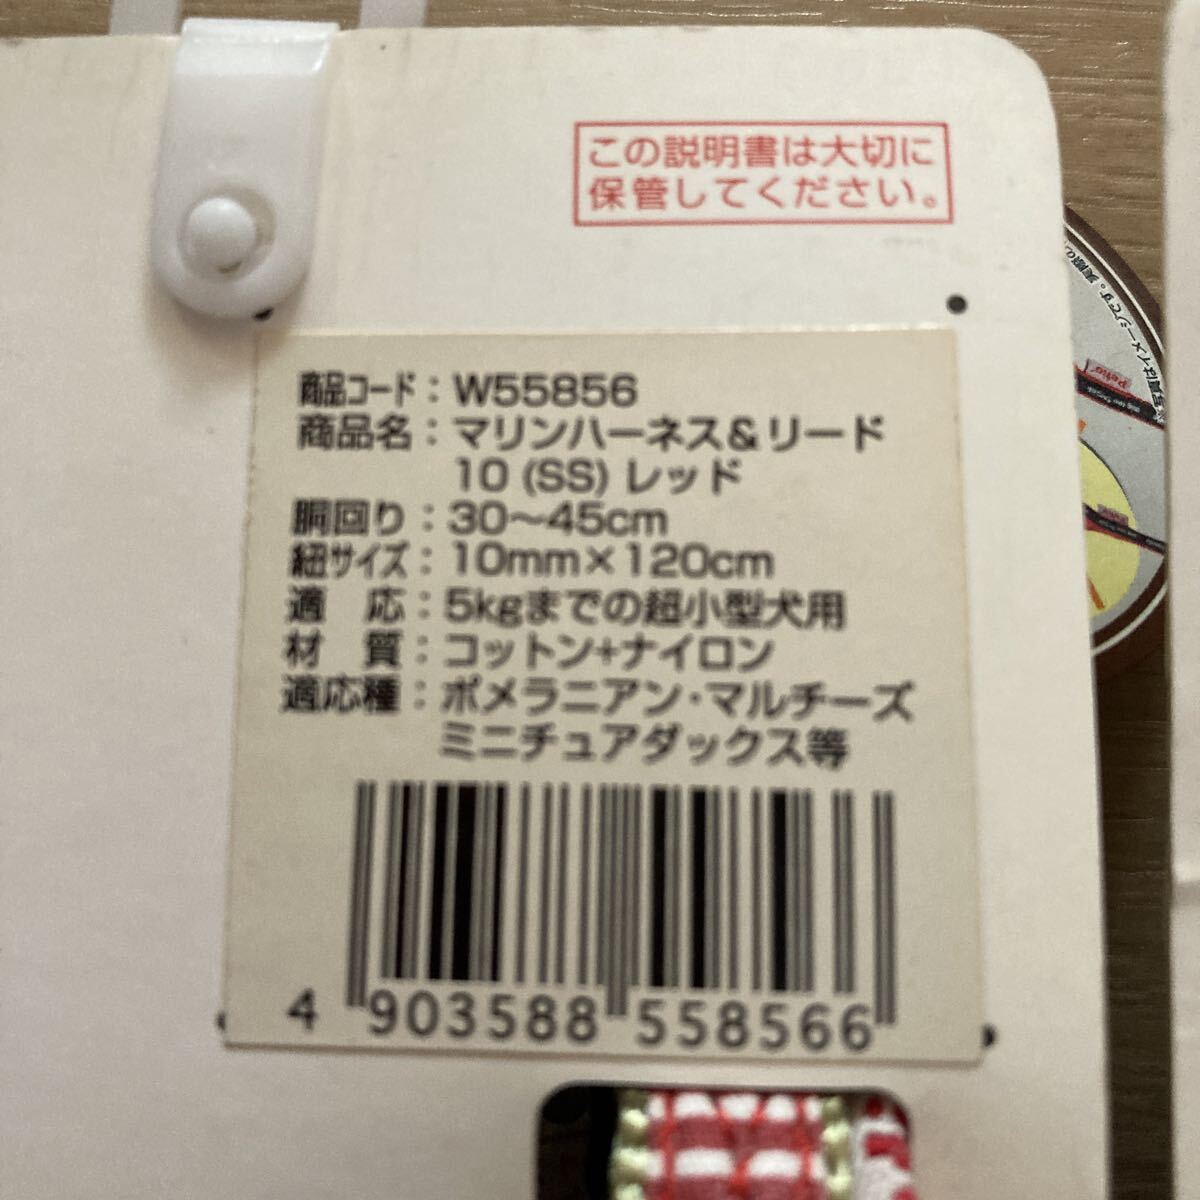 この説明書は大切に
保管してください。
商品コード：W55856
商品名：マリンハーネス＆リード
10 (SS) レッド
胴回り：30〜45cm
紐サイズ：10mm×120cm
適　応：5kgまでの超小型犬用
材　質：コットン+ナイロン
適応種：ポメラニアン・マルチーズ
ミニチュアダックス等
4 903588 558566
Petio